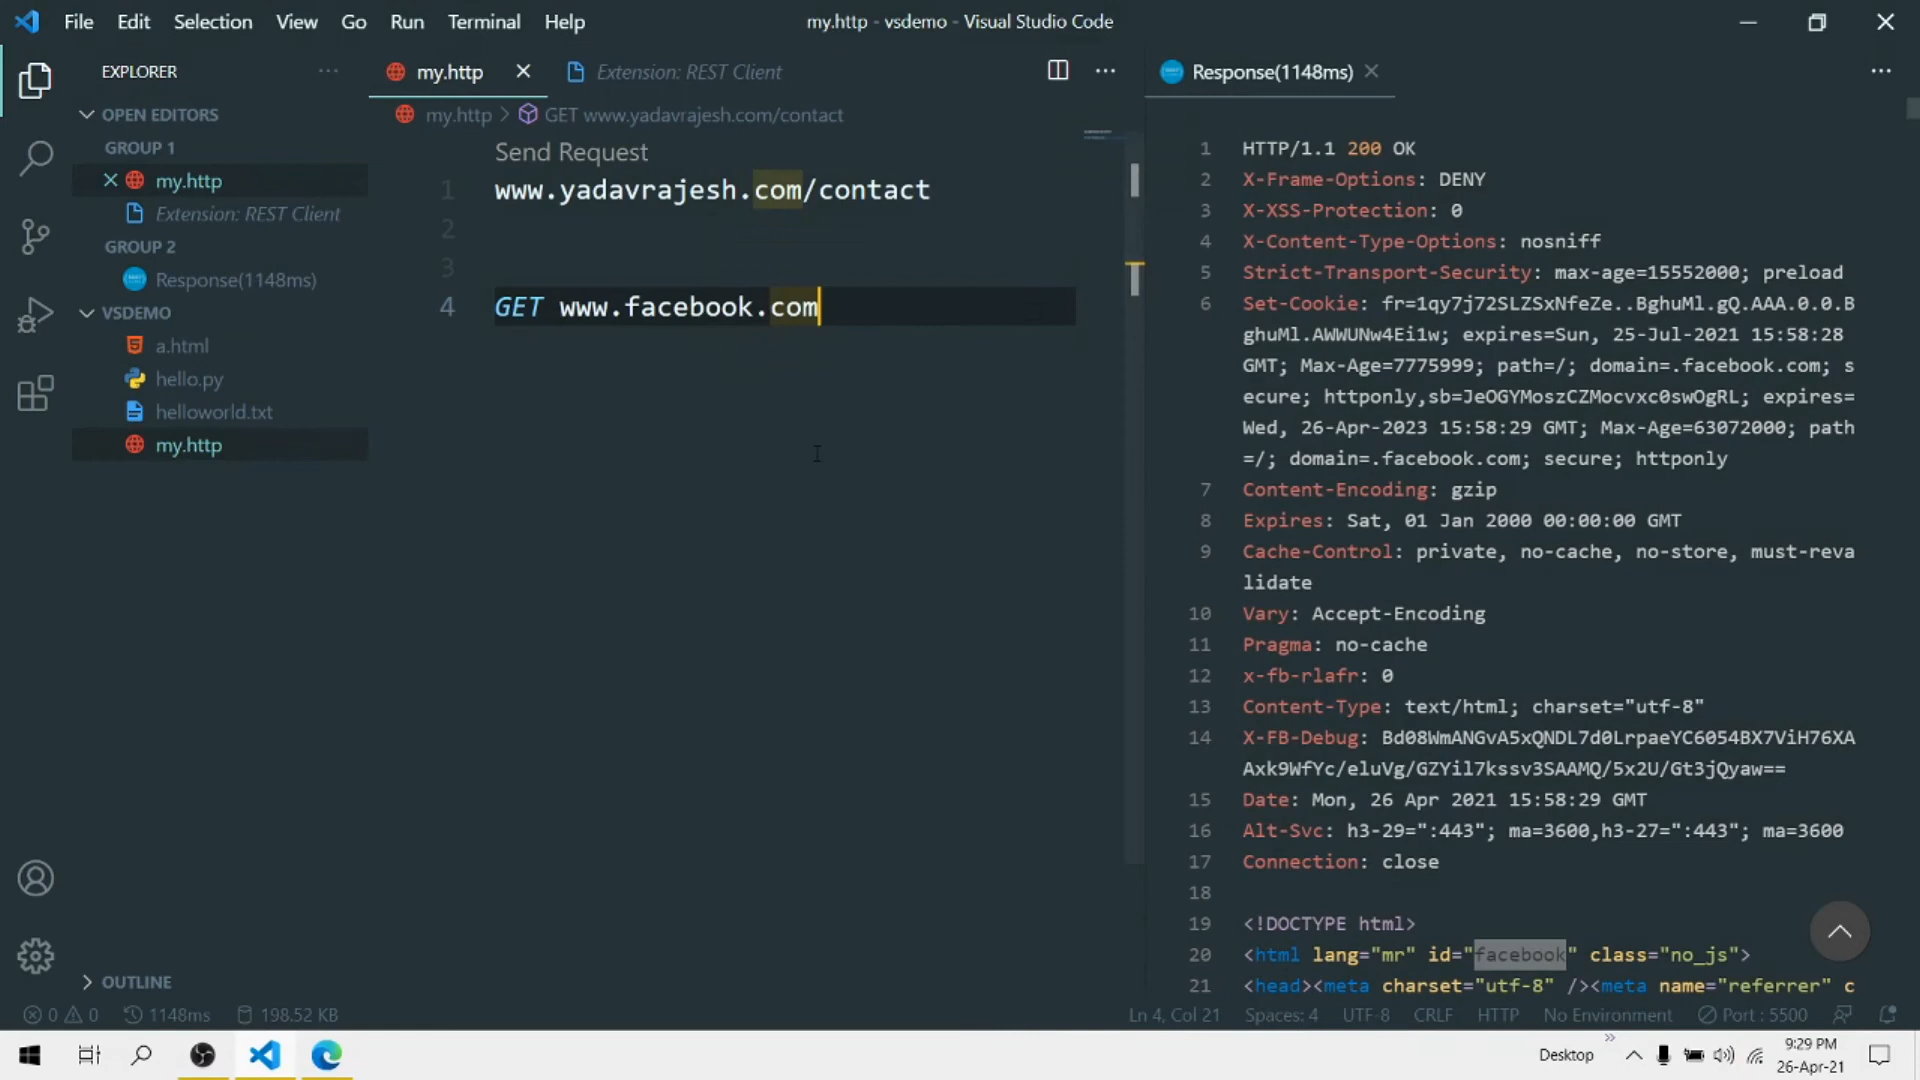 File Edit Selection View Go Run Terminal Help
my.http - vsdemo - Visual Studio Code
EXPLORER
OPEN EDITORS
GROUP 1
my.http
Extension: REST Client
GROUP 2
Response(1148ms)
VSDEMO
a.html
hello.py
helloworld.txt
my.http
OUTLINE
my.http
Extension: REST Client
my.http > GET www.yadavrajesh.com/contact
Send Request
1 www.yadavrajesh.com/contact
2
3
4 GET www.facebook.com
Response(1148ms)
1 HTTP/1.1 200 OK
2 X-Frame-Options: DENY
3 X-XSS-Protection: 0
4 X-Content-Type-Options: nosniff
5 Strict-Transport-Security: max-age=15552000; preload
6 Set-Cookie: fr=1qy7j72SLZSxNfeZe..BghuMl.gQ.AAA.0.0.B
ghuMl.AWWUNw4Ei1w; expires=Sun, 25-Jul-2021 15:58:28
GMT; Max-Age=7775999; path=/; domain=.facebook.com; s
ecure; httponly,sb=JeOGYMoszCZMocvxc0swOgRL; expires=
Wed, 26-Apr-2023 15:58:29 GMT; Max-Age=63072000; path
=/; domain=.facebook.com; secure; httponly
7 Content-Encoding: gzip
8 Expires: Sat, 01 Jan 2000 00:00:00 GMT
9 Cache-Control: private, no-cache, no-store, must-reva
lidate
10 Vary: Accept-Encoding
11 Pragma: no-cache
12 x-fb-rlafr: 0
13 Content-Type: text/html; charset="utf-8"
14 X-FB-Debug: Bd08WmANGvA5xQNDL7d0LrpaeYC6054BX7ViH76XA
Axk9WfYc/eluVg/GZYil7kssv3SAAMQ/5x2U/Gt3jQyaw==
15 Date: Mon, 26 Apr 2021 15:58:29 GMT
16 Alt-Svc: h3-29=":443"; ma=3600,h3-27=":443"; ma=3600
17 Connection: close
18
19 <!DOCTYPE html>
20 <html lang="mr" id="facebook" class="no_js">
21 <head><meta charset="utf-8" /><meta name="referrer" c
0 0 1148ms 198.52 KB
Ln 4, Col 21 Spaces: 4 UTF-8 CRLF HTTP No Environment Port : 5500
Desktop
9:29 PM
26-Apr-21